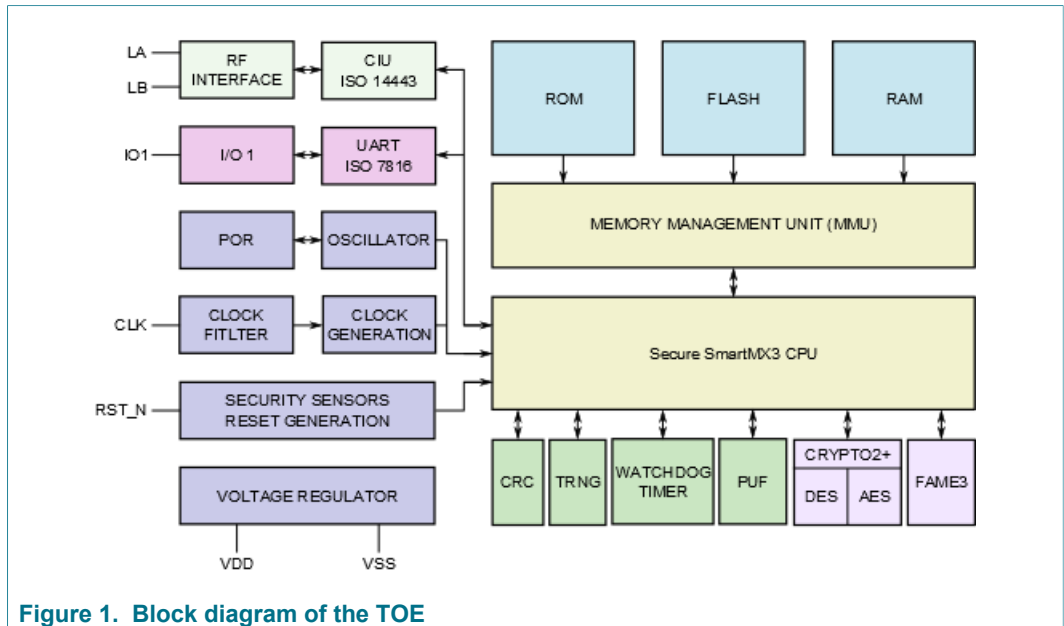 LA
LB
RF
INTERFACE
CIU
ISO 14443
IO1
I/O 1
UART
ISO 7816
POR
OSCILLATOR
CLK
CLOCK
FITLTER
CLOCK
GENERATION
RST_N
SECURITY SENSORS
RESET GENERATION
VOLTAGE REGULATOR
VDD
VSS
ROM
FLASH
RAM
MEMORY MANAGEMENT UNIT (MMU)
Secure SmartMX3 CPU
CRC
TRNG
WATCHDOG
TIMER
PUF
CRYPTO2+
DES
AES
FAME3
Figure 1. Block diagram of the TOE